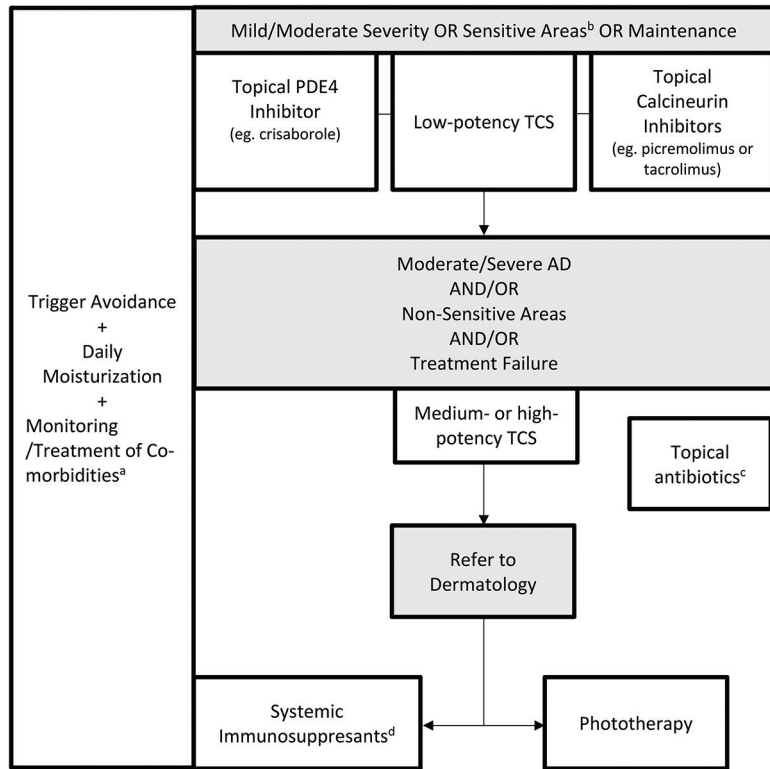 Mild/Moderate Severity OR Sensitive Areasᵇ OR Maintenance
Topical PDE4
Inhibitor
(eg. crisaborole)
Low-potency TCS
Topical
Calcineurin
Inhibitors
(eg. picremolimus or
tacrolimus)
Trigger Avoidance
+
Daily
Moisturization
+
Monitoring
/Treatment of Co-
morbiditiesᵃ
Moderate/Severe AD
AND/OR
Non-Sensitive Areas
AND/OR
Treatment Failure
Medium- or high-
potency TCS
Topical
antibioticsᶜ
Refer to
Dermatology
Systemic
Immunosuppresantsᵈ
Phototherapy